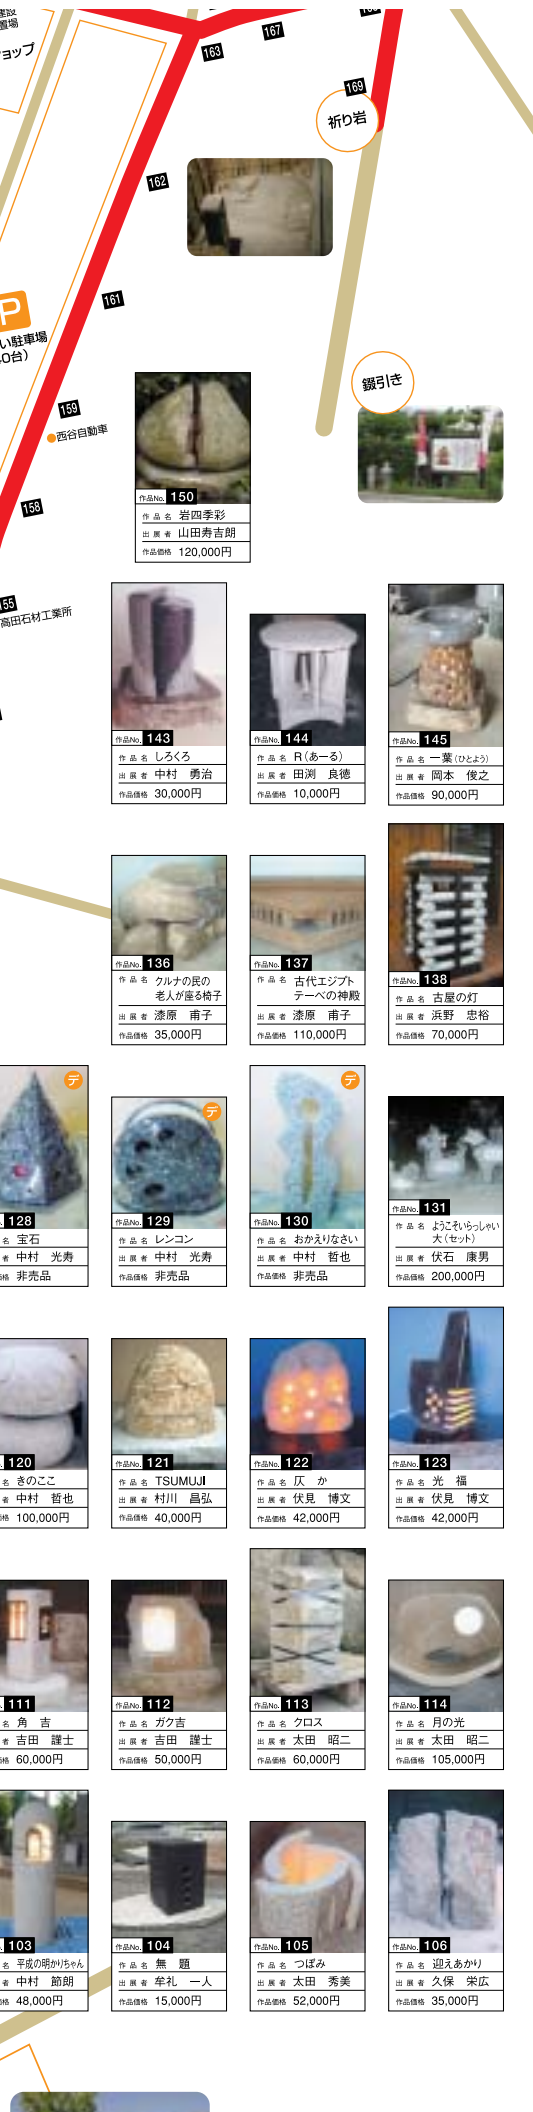 置場
ョップ
163
167
169
祈り岩
162
161
P
い駐車場
0台）
錣引き
159
西谷自動車
158
作品No. 150
作品名 岩四季彩
出展者 山田寿吉朗
作品価格 120,000円
155
高田石材工業所
作品No. 143
作品名 しろくろ
出展者 中村 勇治
作品価格 30,000円
作品No. 144
作品名 R（あーる）
出展者 田渕 良徳
作品価格 10,000円
作品No. 145
作品名 一葉（ひとよう）
出展者 岡本 俊之
作品価格 90,000円
作品No. 136
作品名 クルナの民の
老人が座る椅子
出展者 漆原 甫子
作品価格 35,000円
作品No. 137
作品名 古代エジプト
テーベの神殿
出展者 漆原 甫子
作品価格 110,000円
作品No. 138
作品名 古屋の灯
出展者 浜野 忠裕
作品価格 70,000円
デ
. 128
名 宝石
者 中村 光寿
格 非売品
デ
作品No. 129
作品名 レンコン
出展者 中村 光寿
作品価格 非売品
デ
作品No. 130
作品名 おかえりなさい
出展者 中村 哲也
作品価格 非売品
作品No. 131
作品名 ようこそいらっしゃい
大（セット）
出展者 伏石 康男
作品価格 200,000円
. 120
名 きのここ
者 中村 哲也
格 100,000円
作品No. 121
作品名 TSUMUJI
出展者 村川 昌弘
作品価格 40,000円
作品No. 122
作品名 仄 か
出展者 伏見 博文
作品価格 42,000円
作品No. 123
作品名 光 福
出展者 伏見 博文
作品価格 42,000円
. 111
名 角 吉
者 吉田 謹士
格 60,000円
作品No. 112
作品名 ガク吉
出展者 吉田 謹士
作品価格 50,000円
作品No. 113
作品名 クロス
出展者 太田 昭二
作品価格 60,000円
作品No. 114
作品名 月の光
出展者 太田 昭二
作品価格 105,000円
. 103
名 平成の明かりちゃん
者 中村 節朗
格 48,000円
作品No. 104
作品名 無 題
出展者 牟礼 一人
作品価格 15,000円
作品No. 105
作品名 つぼみ
出展者 太田 秀美
作品価格 52,000円
作品No. 106
作品名 迎えあかり
出展者 久保 栄広
作品価格 35,000円